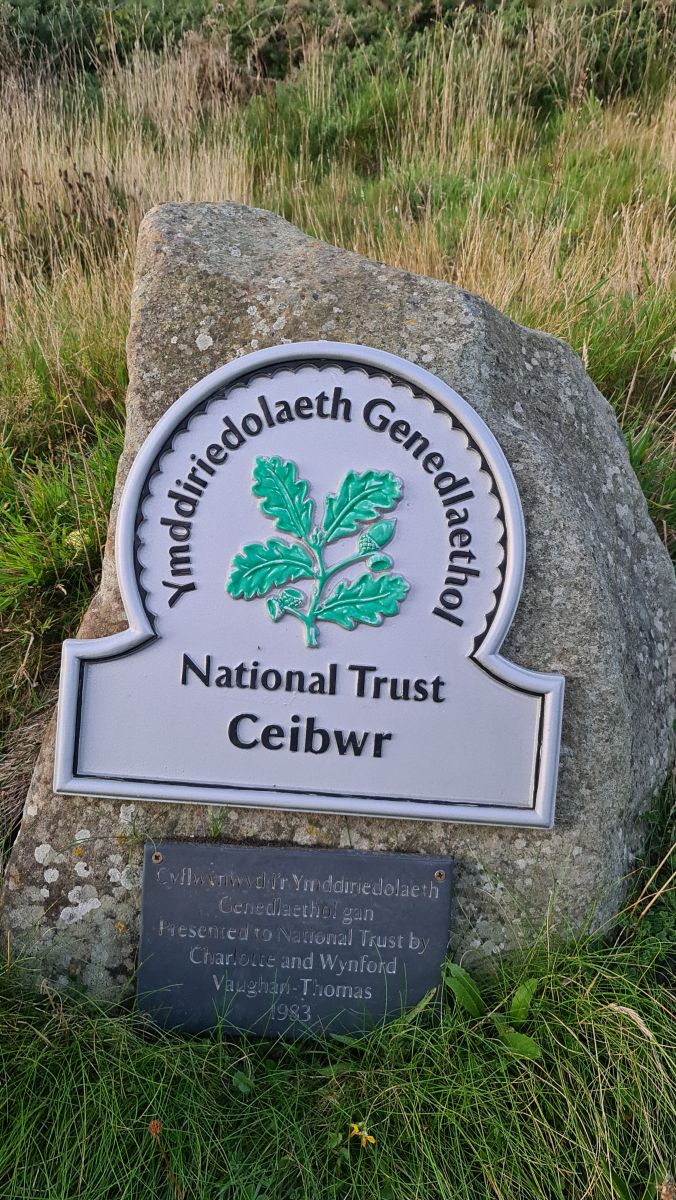 Ymddiriedolaeth Genedlaethol
National Trust
Ceibwr
Cyflwynwyd i'r Ymddiriedolaeth
Genedlaethol gan
Presented to National Trust by
Charlotte and Wynford
Vaughan-Thomas
1983